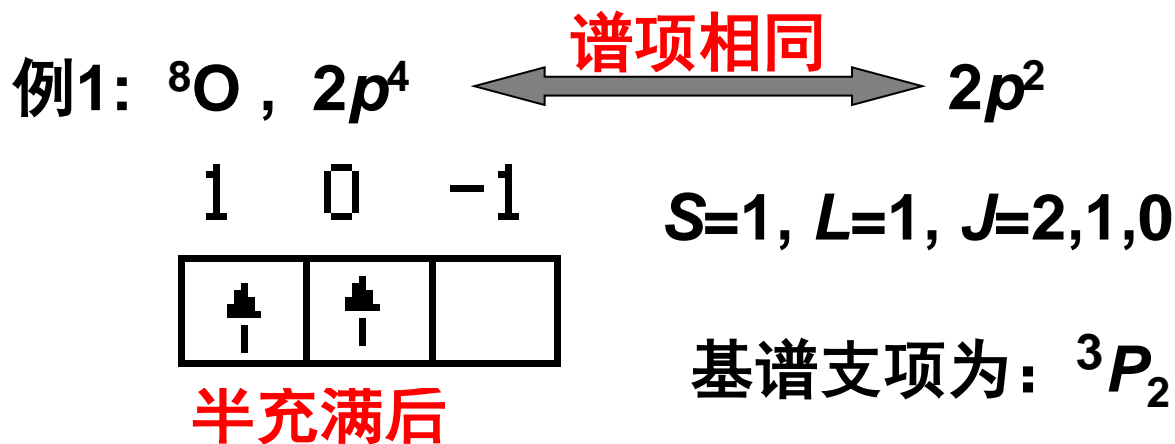 谱项相同
例1: ⁸O , 2p⁴ 2p²
1 0 -1
S=1, L=1, J=2,1,0
基谱支项为：³P₂
半充满后